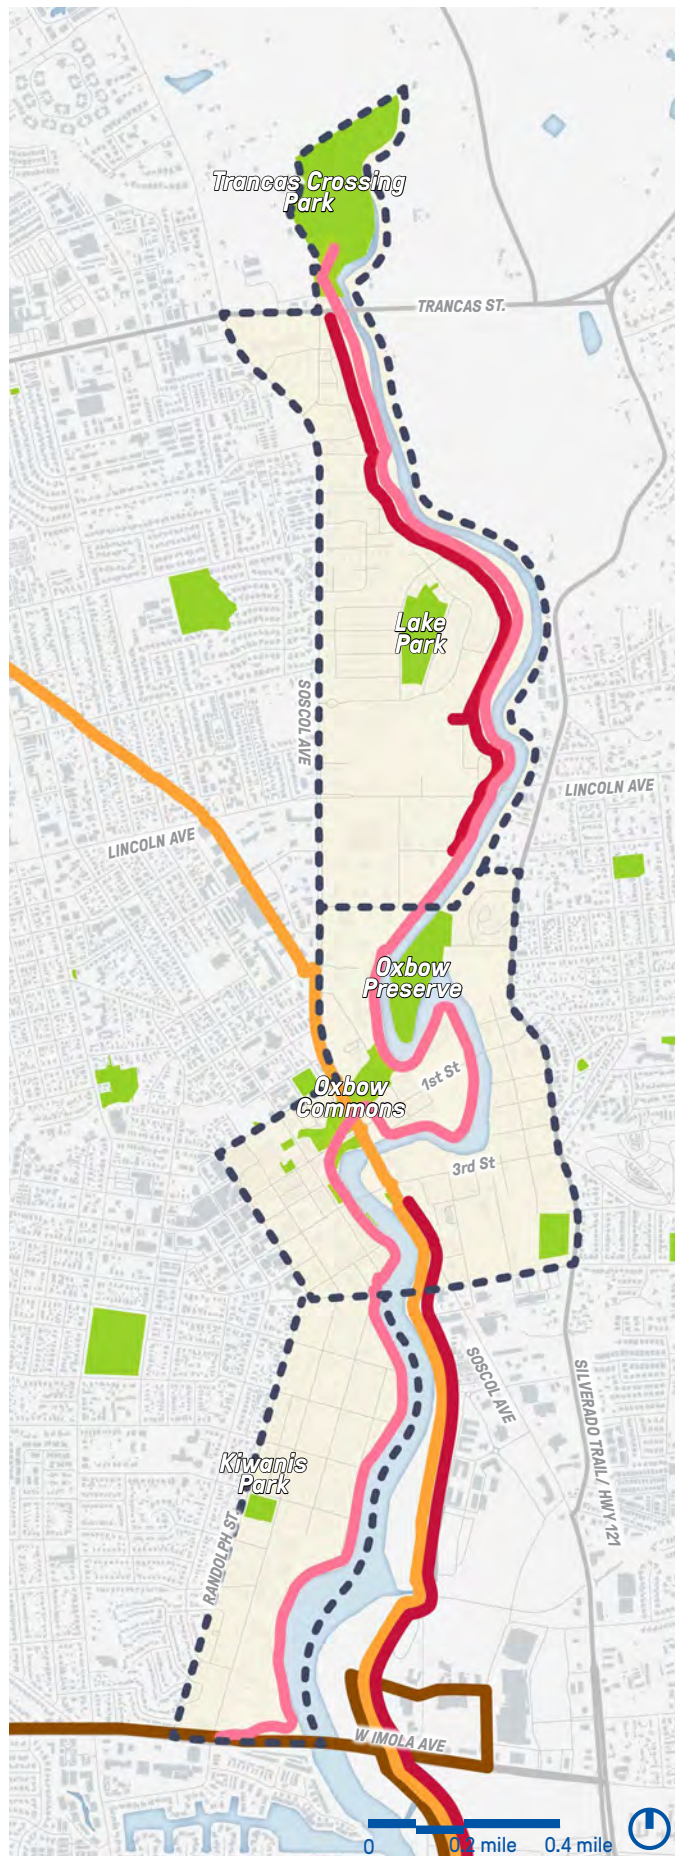 Trancas Crossing
Park
TRANCAS ST.
Lake
Park
SOSCOL AVE
LINCOLN AVE
LINCOLN AVE
Oxbow
Preserve
1st St
Oxbow
Commons
3rd St
SOSCOL AVE
SILVERADO TRAIL/ HWY 121
Kiwanis
Park
RANDOLPH ST.
W IMOLA AVE
0 0.2 mile 0.4 mile